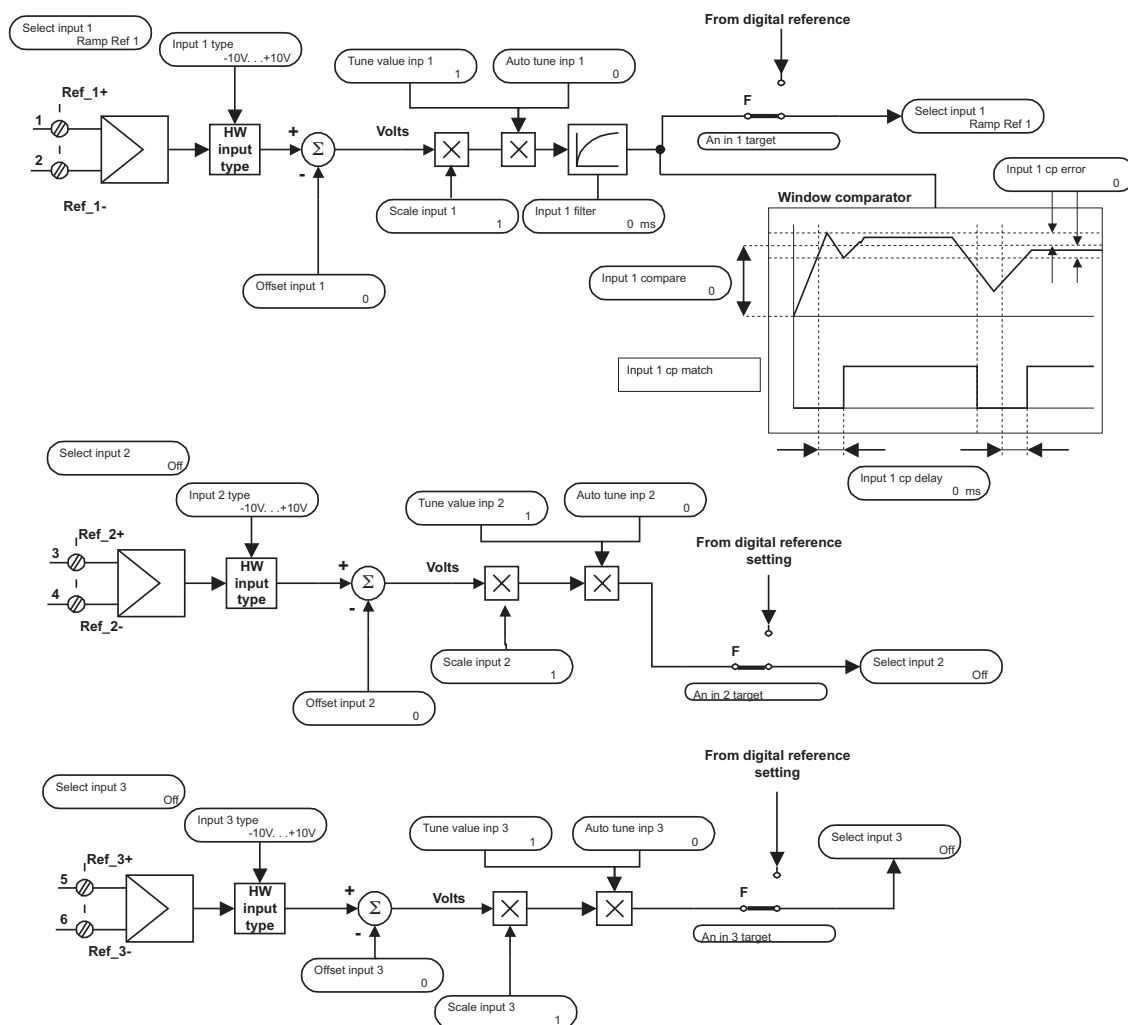 From digital reference
Select input 1
Ramp Ref 1
Input 1 type
-10V. . .+10V
Tune value inp 1
1
Auto tune inp 1
0
Ref_1+
1
2
Ref_1-
HW
input
type
+
Σ
-
Volts
F
An in 1 target
Select input 1
Ramp Ref 1
Input 1 cp error
0
Scale input 1
1
Input 1 filter
0 ms
Window comparator
Offset input 1
0
Input 1 compare
0
Input 1 cp match
Input 1 cp delay
0 ms
Select input 2
Off
Input 2 type
-10V. . .+10V
Tune value inp 2
1
Auto tune inp 2
0
Ref_2+
3
4
Ref_2-
HW
input
type
+
Σ
-
Volts
From digital reference
setting
F
An in 2 target
Select input 2
Off
Scale input 2
1
Offset input 2
0
Select input 3
Off
Input 3 type
-10V. . .+10V
Tune value inp 3
1
Auto tune inp 3
0
From digital reference
setting
Select input 3
Off
Ref_3+
5
6
Ref_3-
HW
input
type
+
Σ
-
Volts
F
An in 3 target
Offset input 3
0
Scale input 3
1